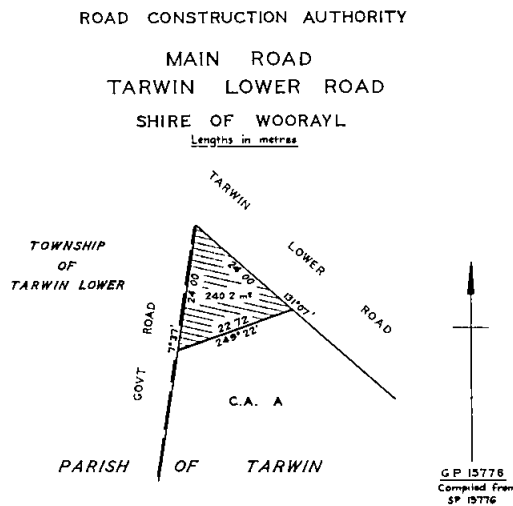 ROAD CONSTRUCTION AUTHORITY
MAIN ROAD
TARWIN LOWER ROAD
SHIRE OF WOORAYL
Lengths in metres
TARWIN LOWER ROAD
TOWNSHIP
OF
TARWIN LOWER
24 00
24 00
240.2 m²
131°07'
22 72
249°22'
7°37'
GOVT ROAD
C.A. A
PARISH OF TARWIN
G P 15776
Compiled from
SP 15776